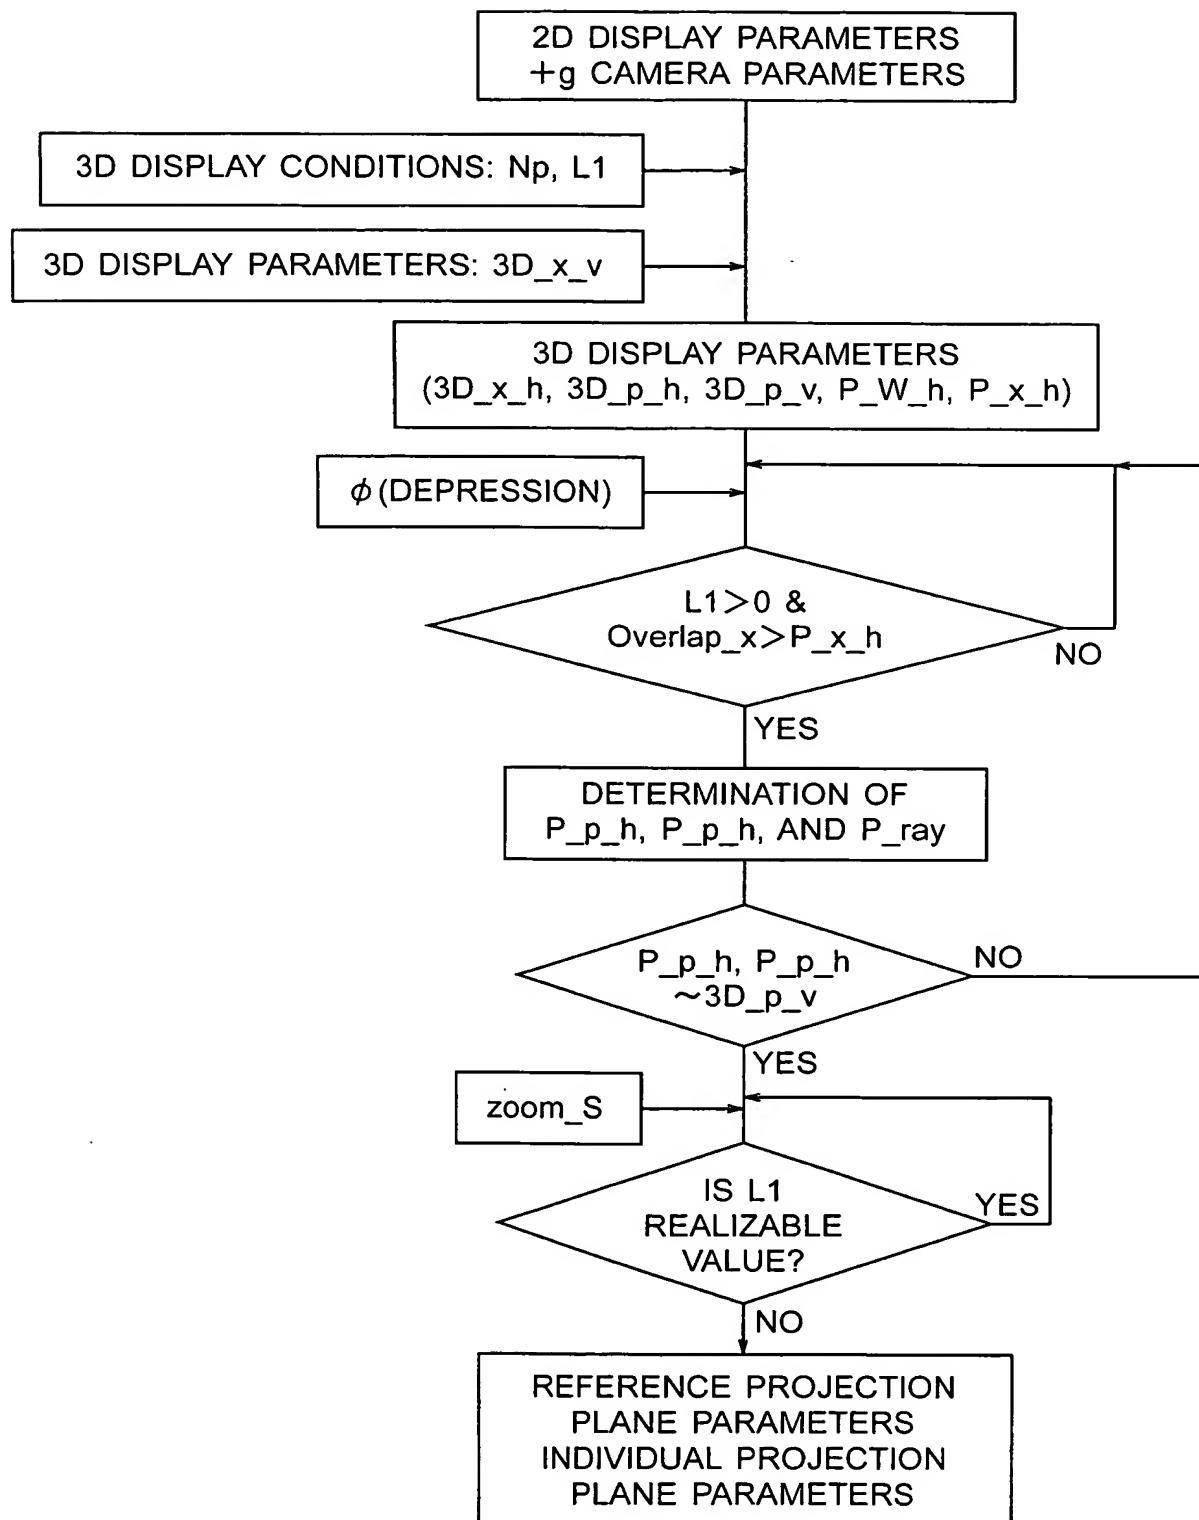 2D DISPLAY PARAMETERS
+g CAMERA PARAMETERS
3D DISPLAY CONDITIONS: Np, L1
3D DISPLAY PARAMETERS: 3D_x_v
3D DISPLAY PARAMETERS
(3D_x_h, 3D_p_h, 3D_p_v, P_W_h, P_x_h)
φ(DEPRESSION)
L1>0 &
Overlap_x>P_x_h
NO
YES
DETERMINATION OF
P_p_h, P_p_h, AND P_ray
P_p_h, P_p_h
~3D_p_v
NO
YES
zoom_S
IS L1
REALIZABLE
VALUE?
YES
NO
REFERENCE PROJECTION
PLANE PARAMETERS
INDIVIDUAL PROJECTION
PLANE PARAMETERS